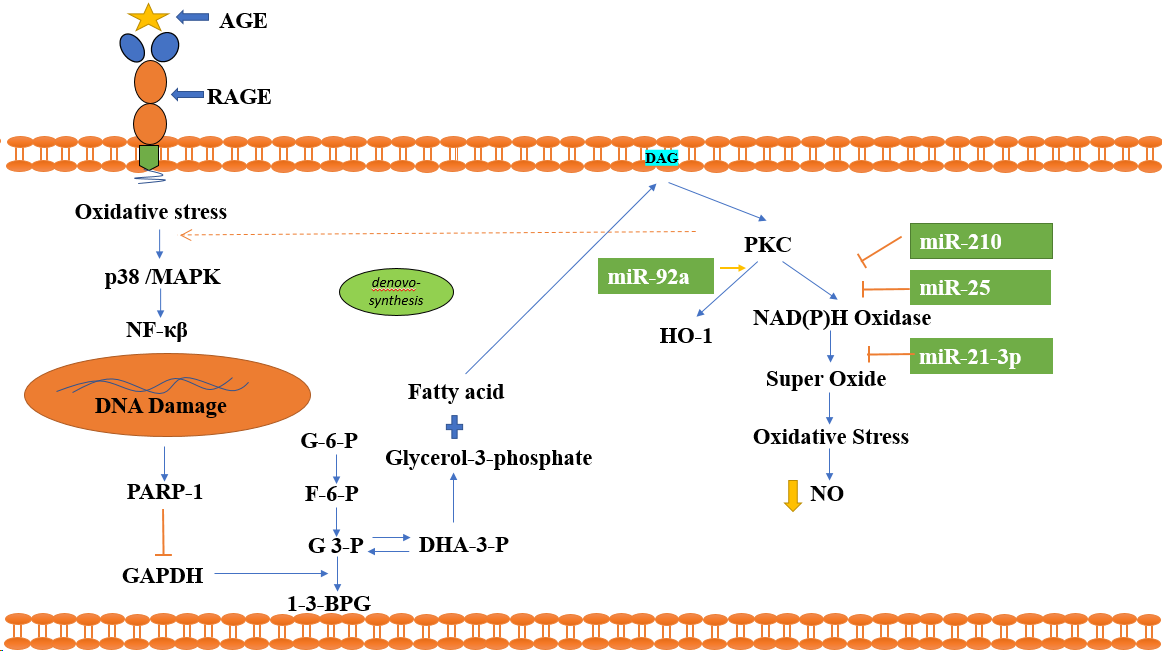 AGE
RAGE
DAG
Oxidative stress
p38 /MAPK
NF-κβ
DNA Damage
PARP-1
GAPDH
denovo-
synthesis
G-6-P
F-6-P
G 3-P
1-3-BPG
Fatty acid
Glycerol-3-phosphate
DHA-3-P
PKC
miR-92a
HO-1
NAD(P)H Oxidase
miR-210
miR-25
miR-21-3p
Super Oxide
Oxidative Stress
NO